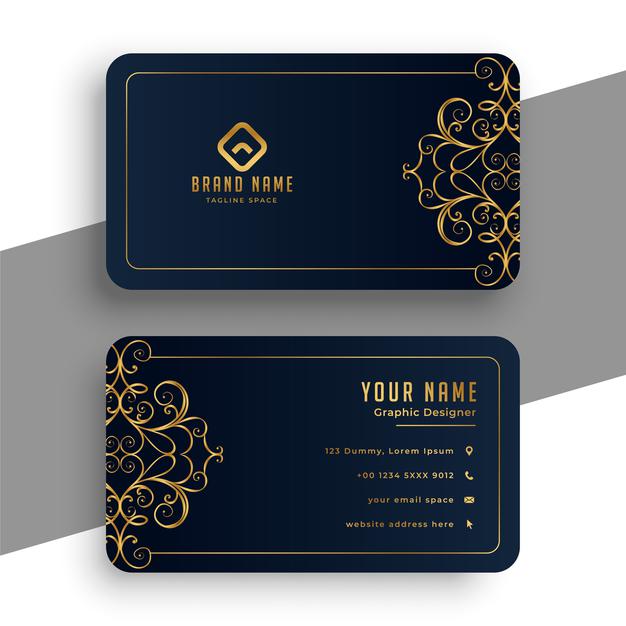 BRAND NAME
TAGLINE SPACE
YOUR NAME
Graphic Designer
123 Dummy, Lorem Ipsum
+00 1234 5XXX 9012
your email space
website address here